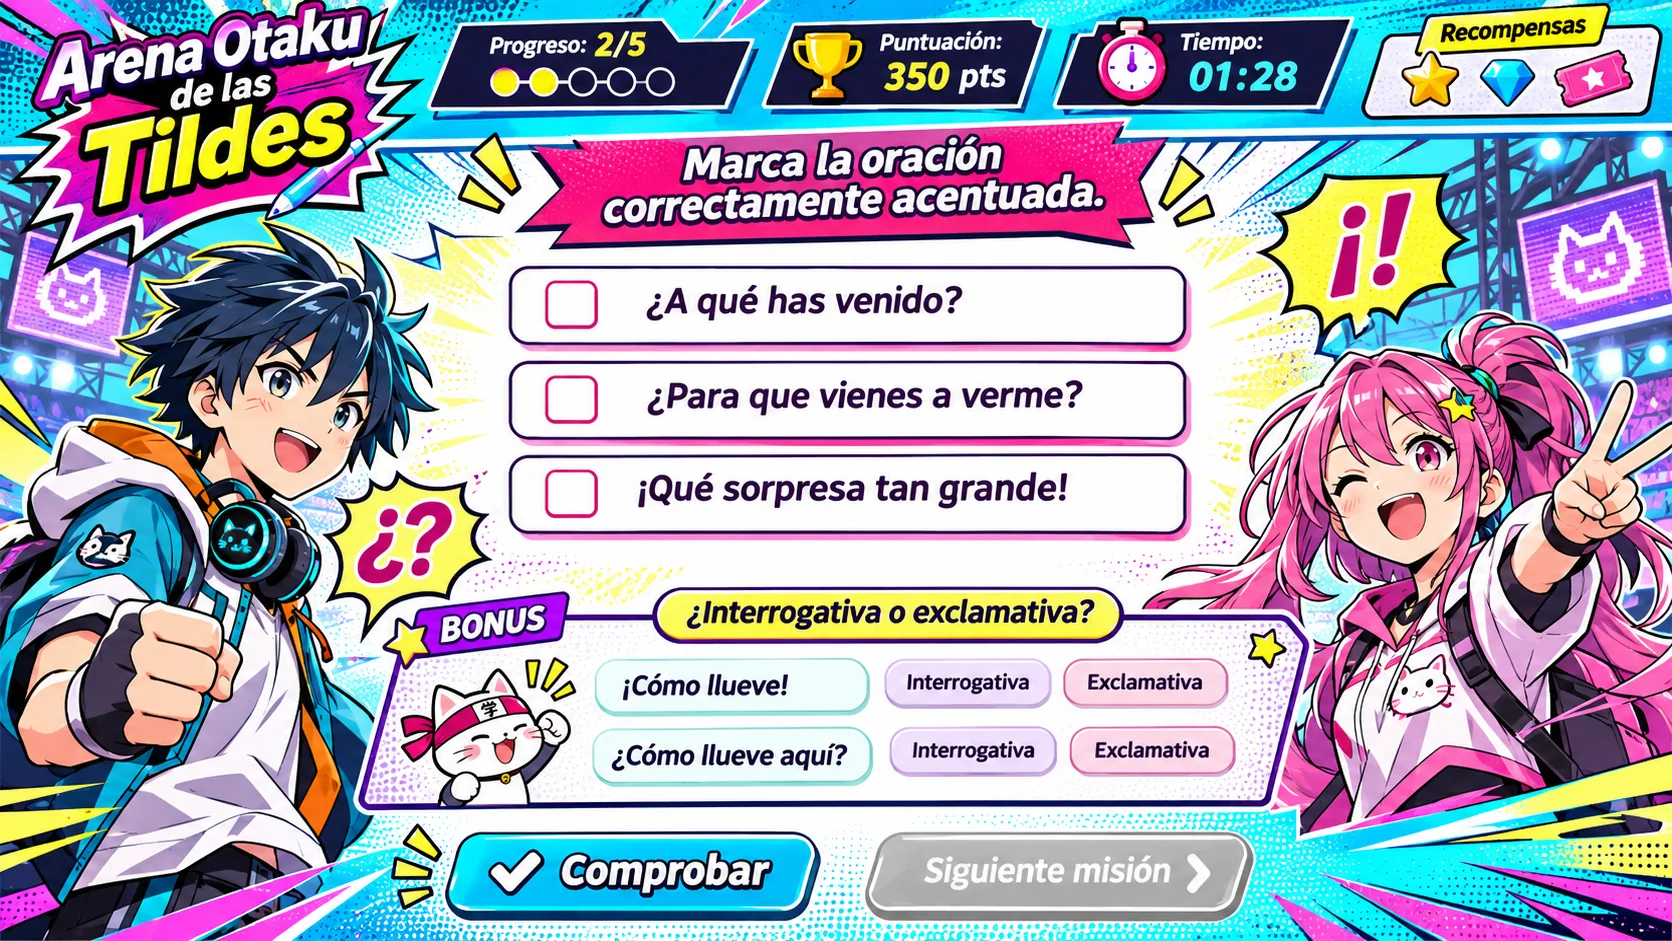 Arena Otaku
de las
Tildes
Progreso: 2/5
Puntuación:
350 pts
Tiempo:
01:28
Recompensas
Marca la oración
correctamente acentuada.
¿A qué has venido?
¿Para que vienes a verme?
¡Qué sorpresa tan grande!
¡!
¿?
BONUS
¿Interrogativa o exclamativa?
学
¡Cómo llueve! Interrogativa Exclamativa
¿Cómo llueve aquí? Interrogativa Exclamativa
Comprobar
Siguiente misión